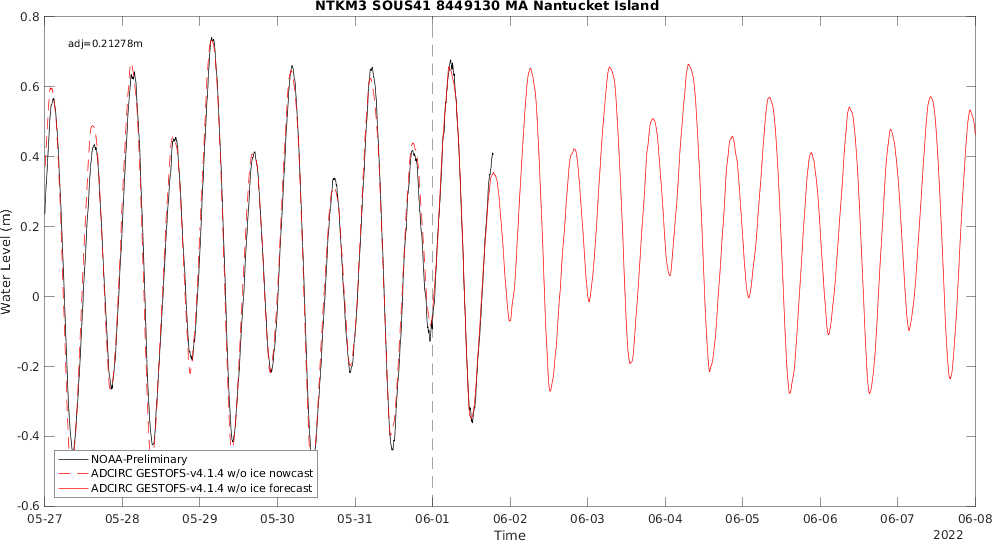 NTKM3 SOUS41 8449130 MA Nantucket Island
adj=0.21278m
0.8
0.6
0.4
0.2
0
-0.2
-0.4
-0.6
Water Level (m)
NOAA-Preliminary
ADCIRC GESTOFS-v4.1.4 w/o ice nowcast
ADCIRC GESTOFS-v4.1.4 w/o ice forecast
05-27 05-28 05-29 05-30 05-31 06-01 06-02 06-03 06-04 06-05 06-06 06-07 06-08
Time
2022